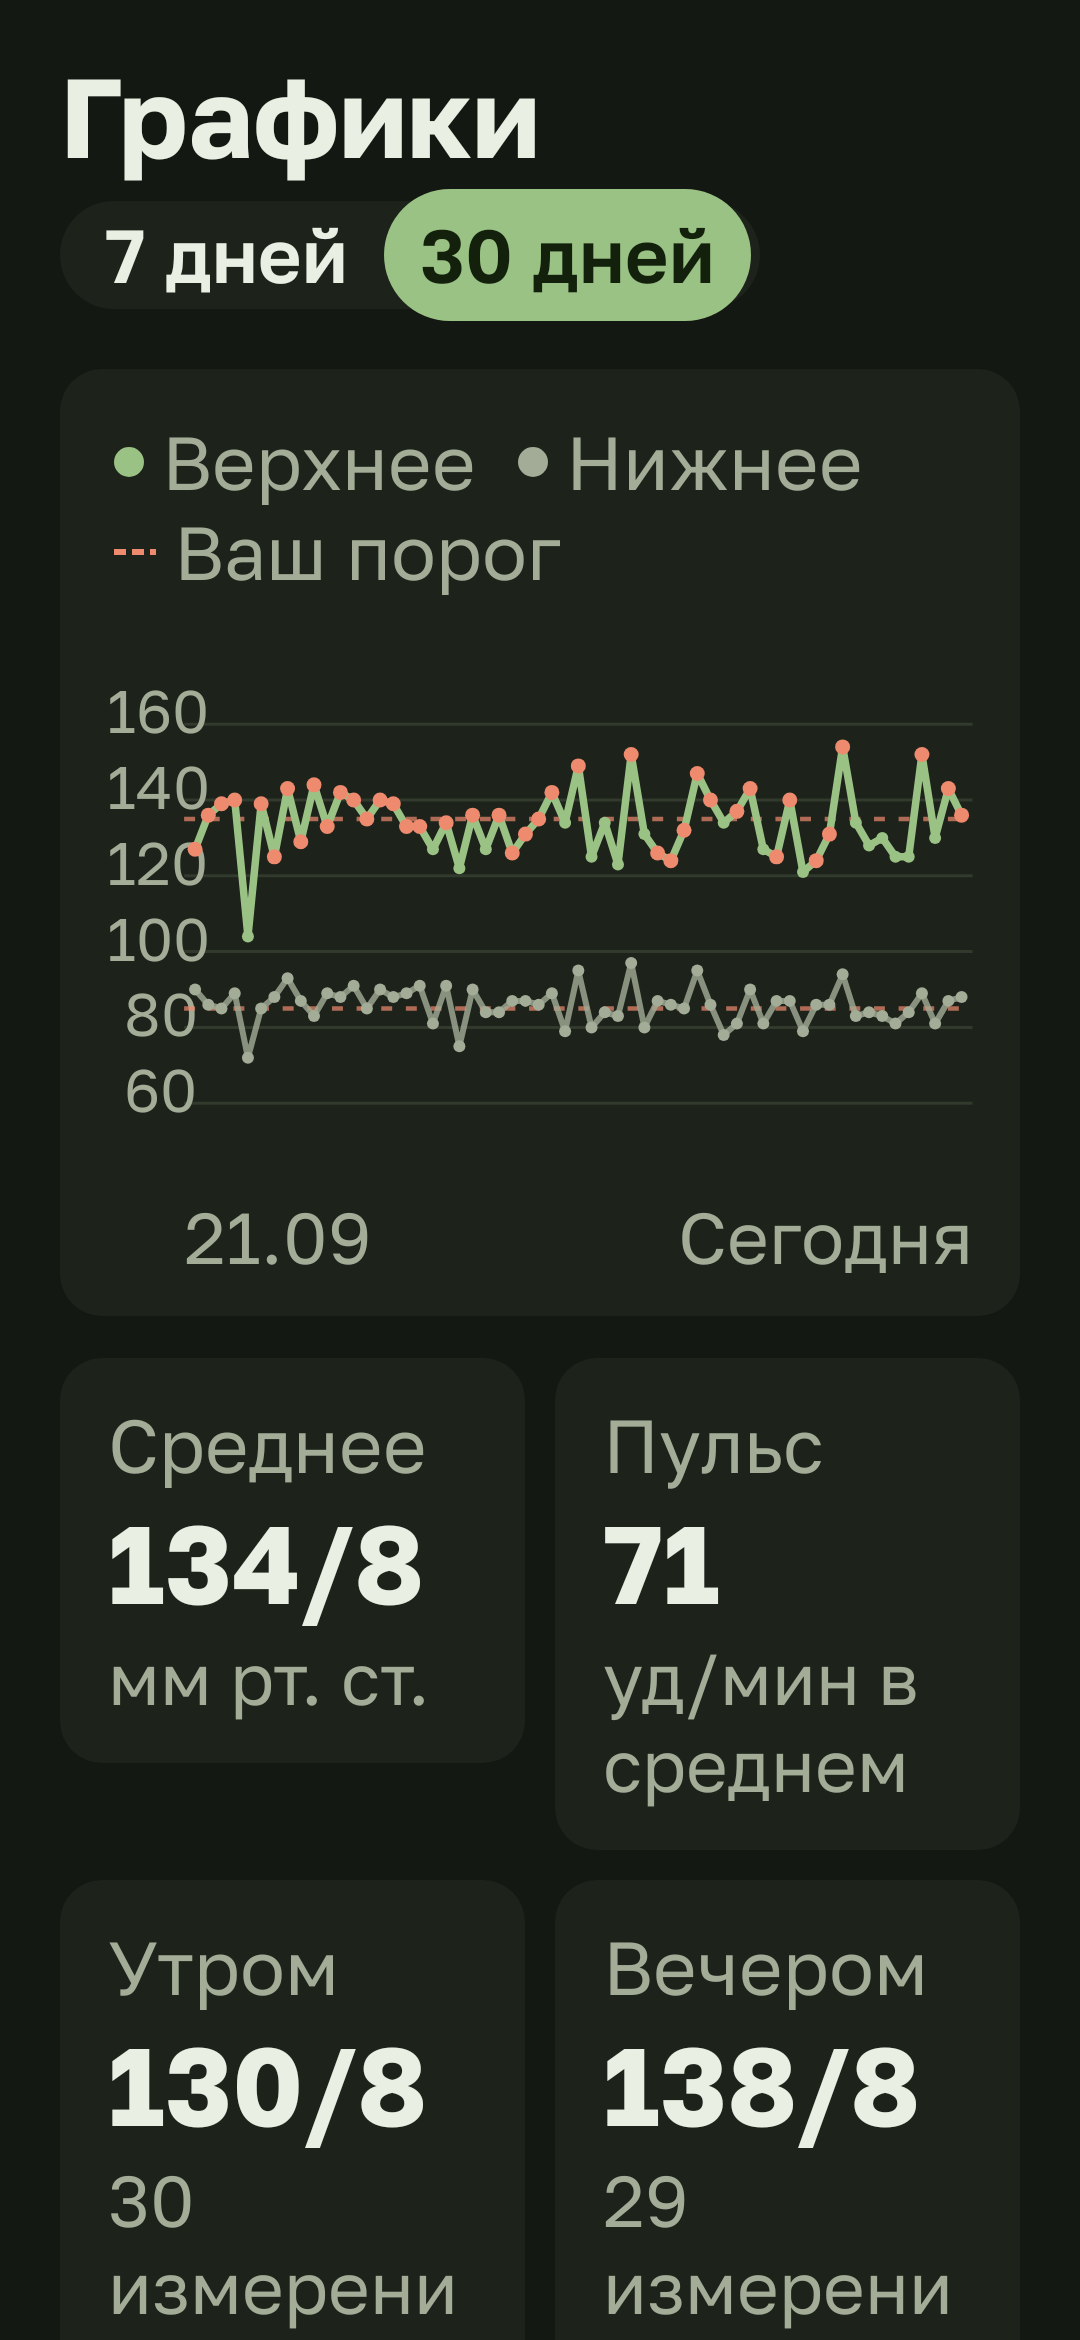 Графики
7 дней 30 дней
Верхнее Нижнее
Ваш порог
160
140
120
100
80
60
21.09 Сегодня
Среднее Пульс
134/8 71
мм рт. ст. уд/мин в
среднем
Утром Вечером
130/8 138/8
30 29
измерени измерени